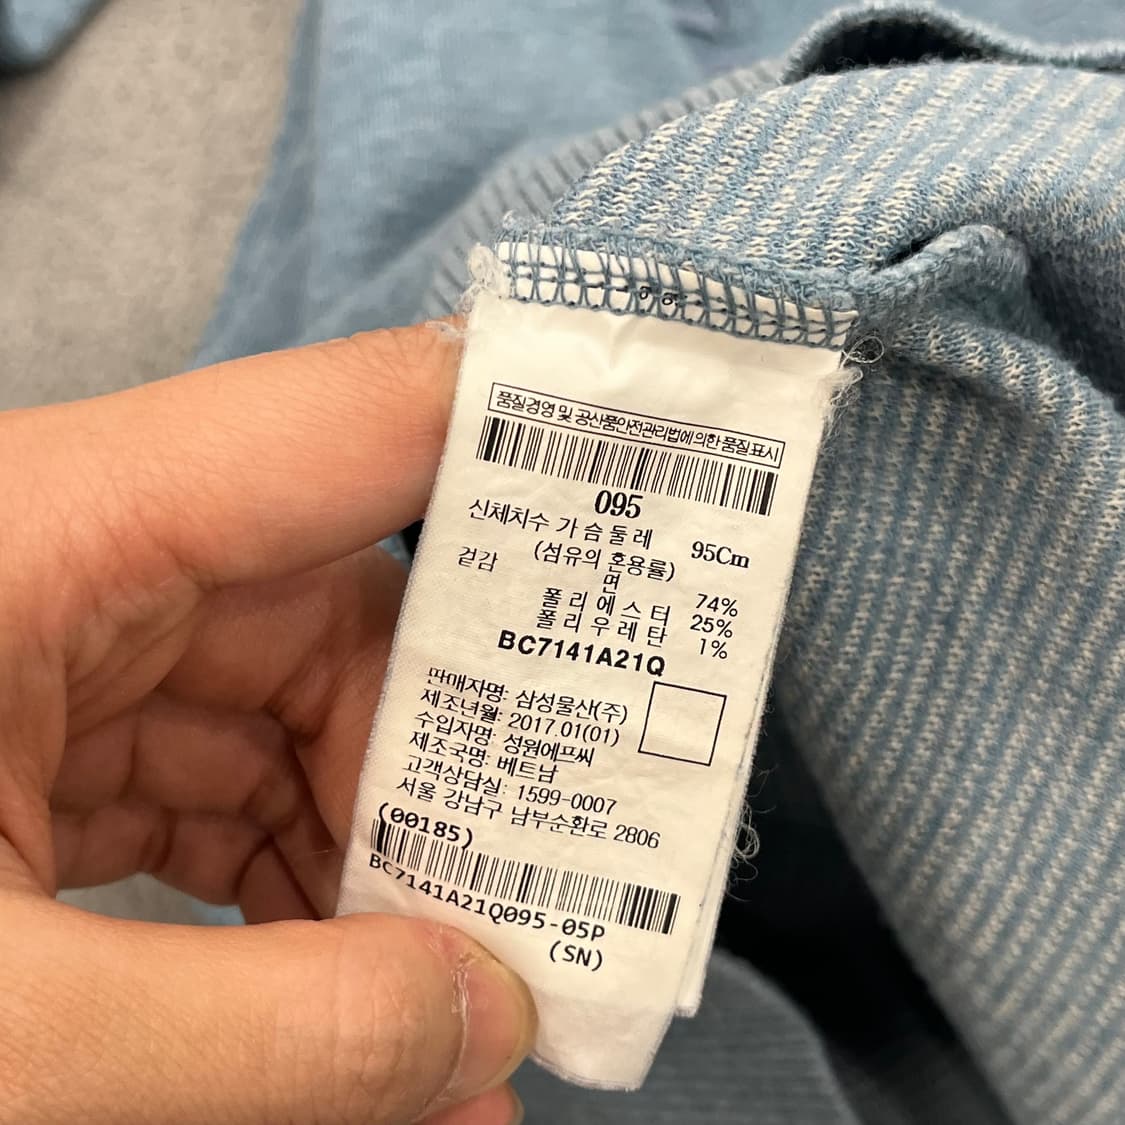 품질경영 및 공산품안전관리법에 의한 품질표시
095
신체치수 가슴둘레 95Cm
(섬유의 혼용률)
겉감 면 74%
폴리에스터 25%
폴리우레탄 1%
BC7141A21Q
판매자명: 삼성물산(주)
제조년월: 2017.01(01)
수입자명: 성원에프씨
제조국명: 베트남
고객상담실: 1599-0007
서울 강남구 남부순환로 2806
(00185)
BC7141A21Q095-05P
(SN)